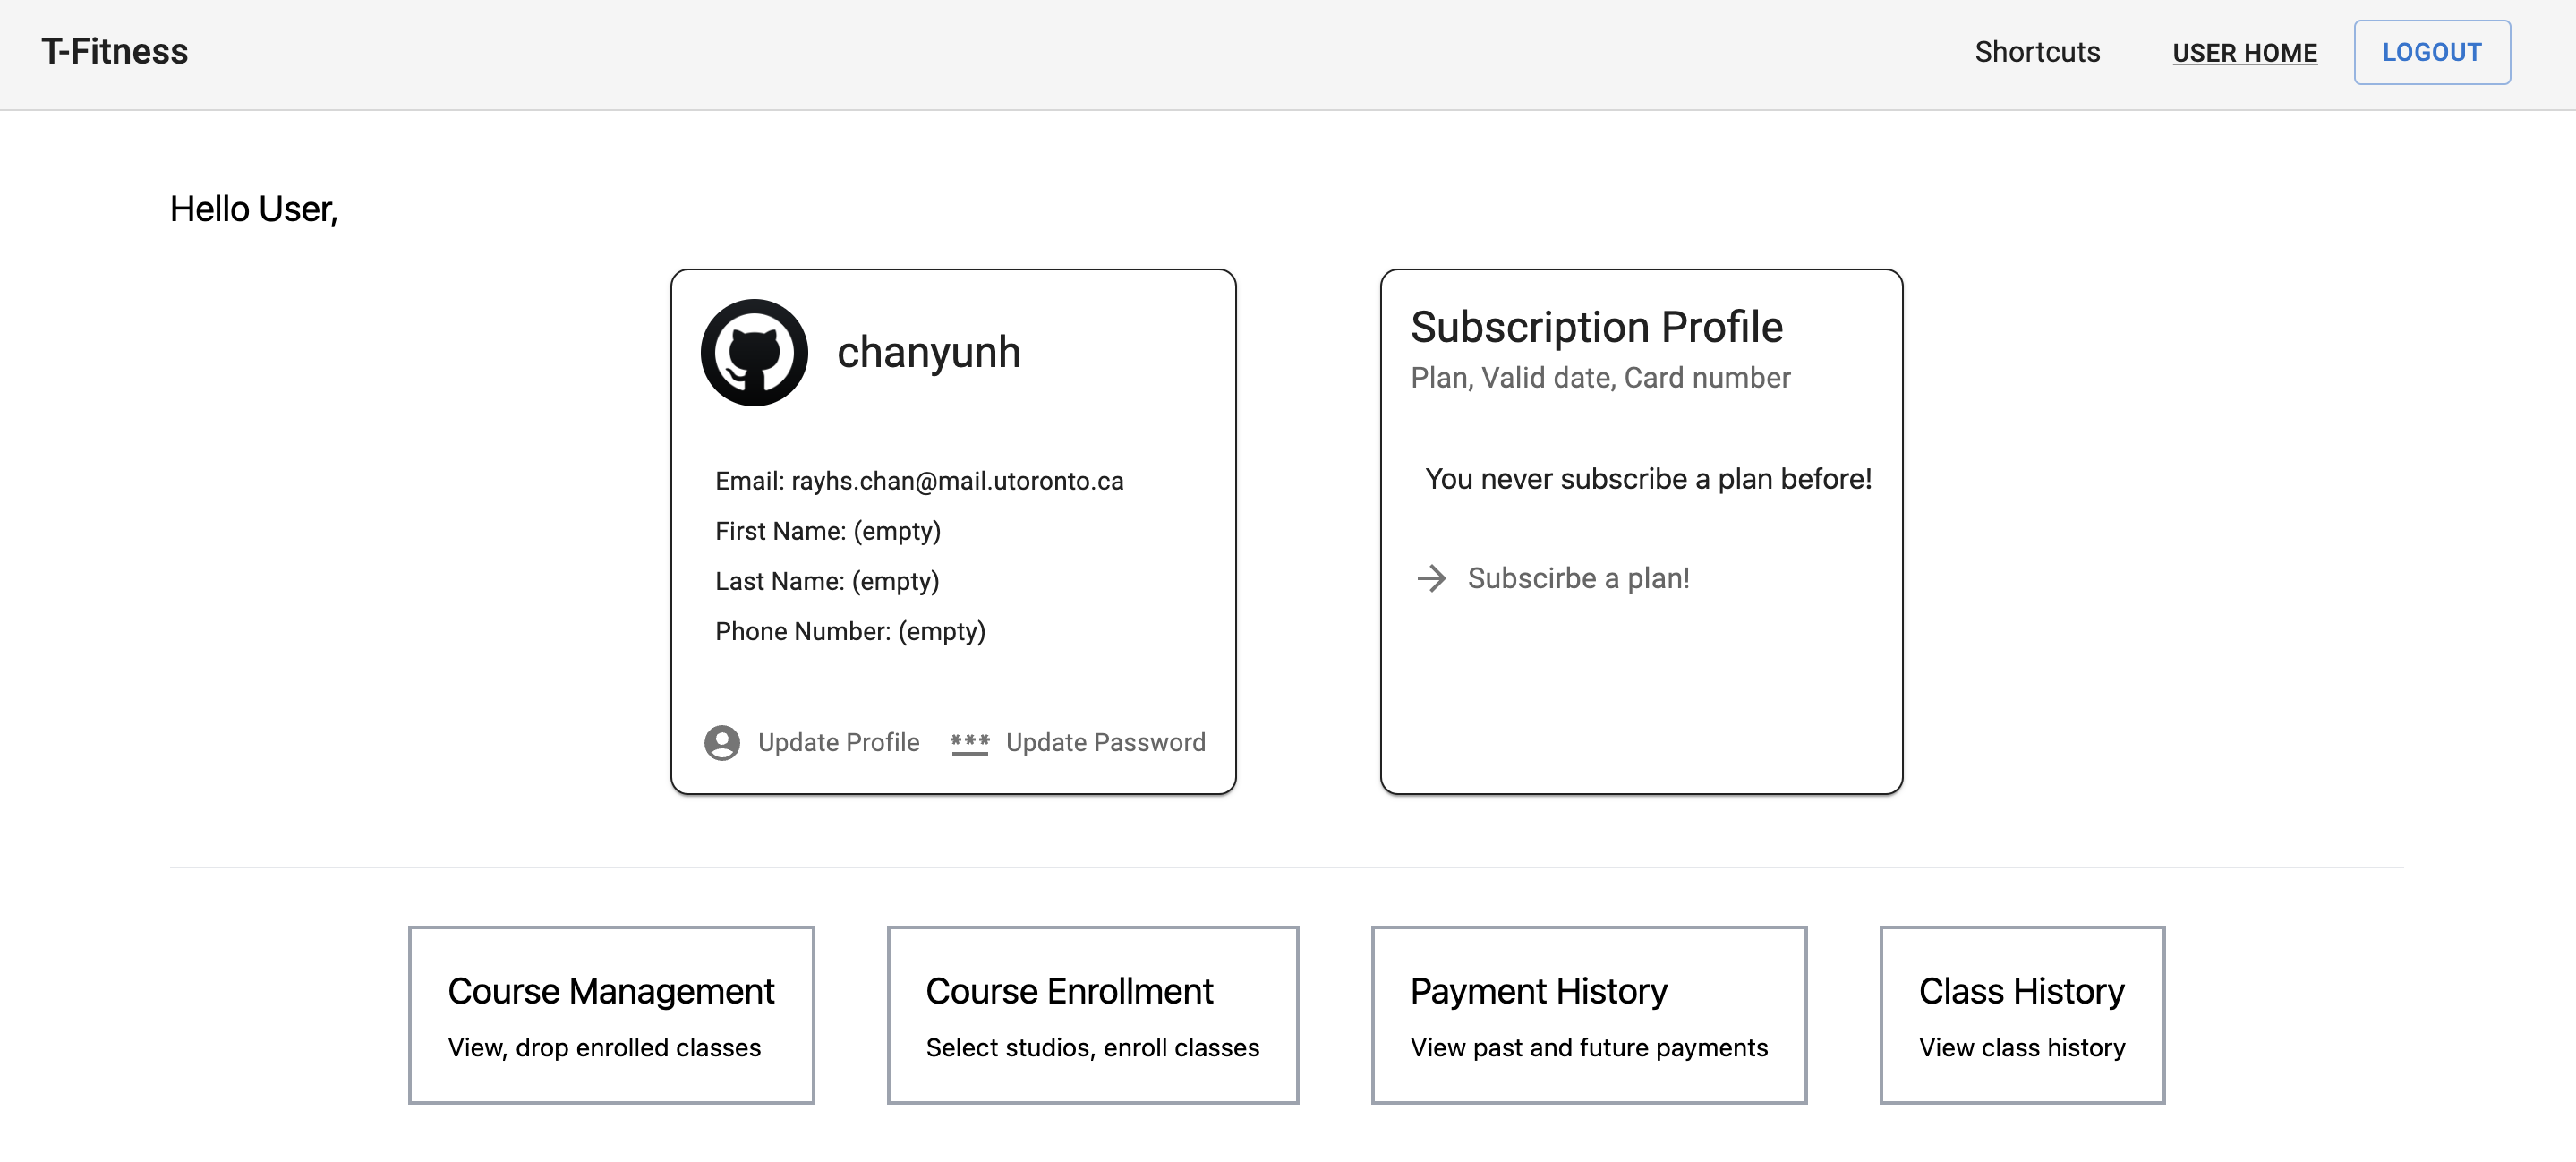 T-Fitness
Shortcuts
USER HOME
LOGOUT
Hello User,
chanyunh
Email: rayhs.chan@mail.utoronto.ca
First Name: (empty)
Last Name: (empty)
Phone Number: (empty)
Update Profile
*** Update Password
Subscription Profile
Plan, Valid date, Card number
You never subscribe a plan before!
Subscirbe a plan!
Course Management
View, drop enrolled classes
Course Enrollment
Select studios, enroll classes
Payment History
View past and future payments
Class History
View class history